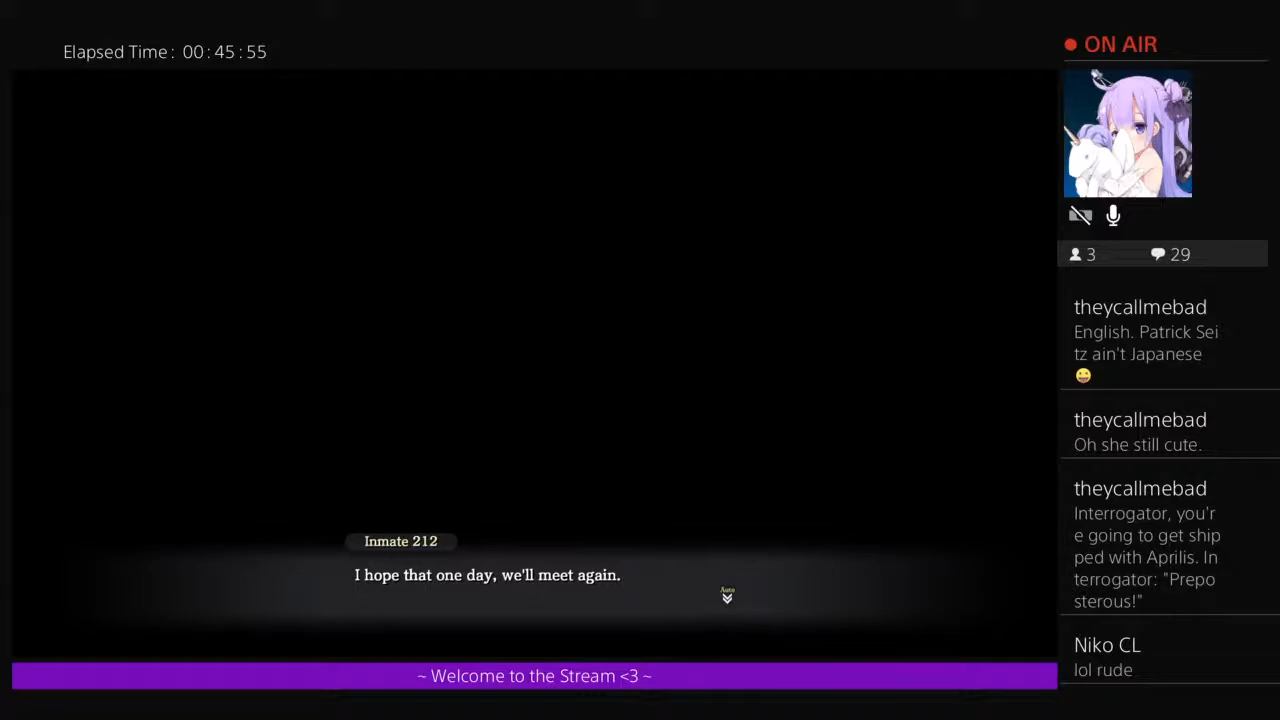 Elapsed Time: 00:45:55
ON AIR
3 29
theycallmebad
English. Patrick Sei
tz ain't Japanese
😀
theycallmebad
Oh she still cute.
theycallmebad
Interrogator, you'r
e going to get ship
ped with Aprilis. In
terrogator: "Prepo
sterous!"
Niko CL
lol rude
Inmate 212
I hope that one day, we'll meet again.
Auto
~ Welcome to the Stream <3 ~